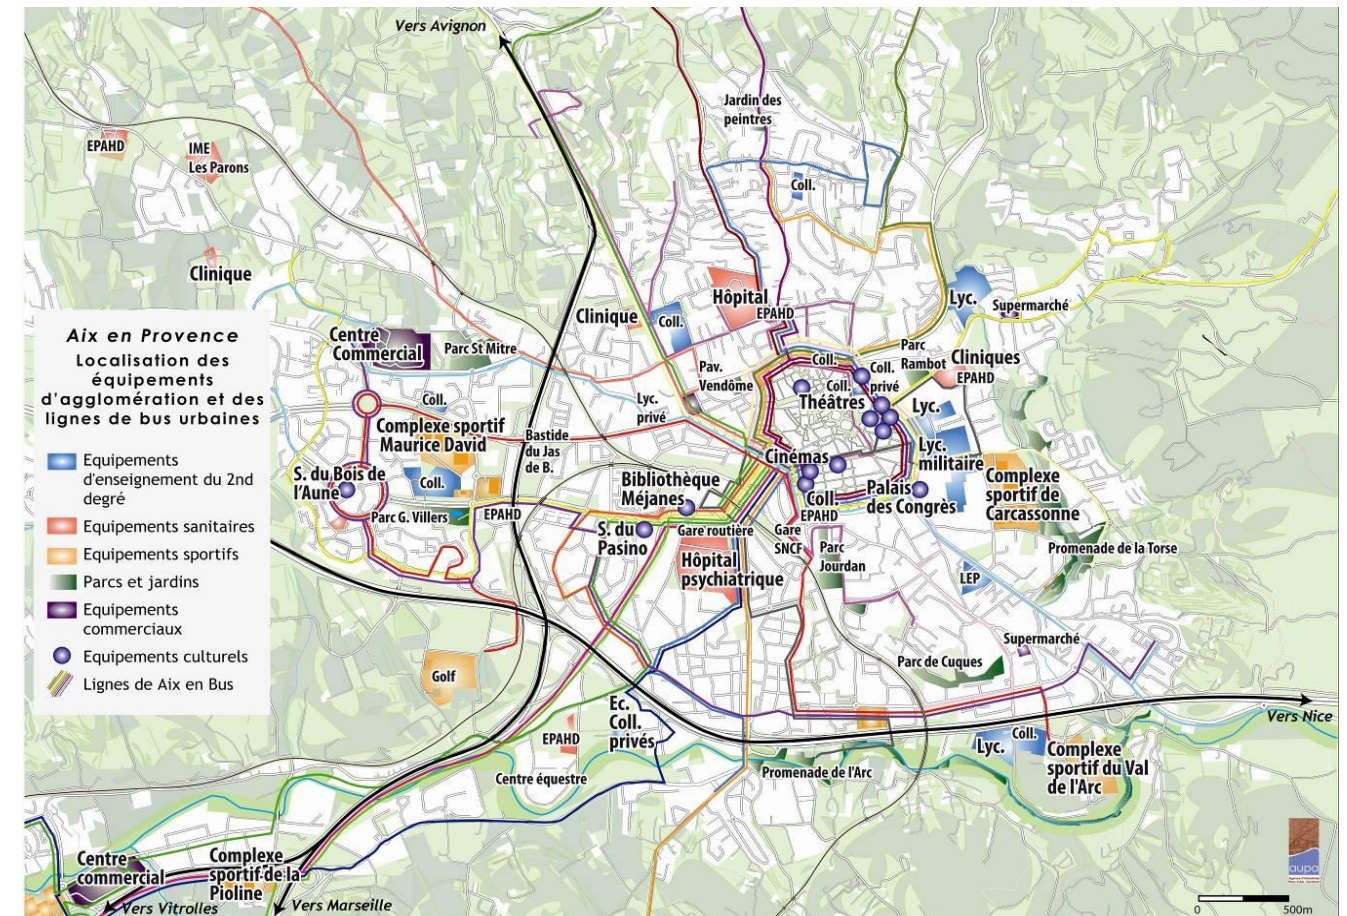 Vers Avignon
Jardin des
peintres
EPAHD
IME
Les Parons
Coll.
Clinique
Hôpital
EPAHD
Lyc.
Supermarché
Clinique
Coll.
Aix en Provence
Localisation des
équipements
d'agglomération et des
lignes de bus urbaines
Equipements
d'enseignement du 2nd
degré
Equipements sanitaires
Equipements sportifs
Parcs et jardins
Equipements
commerciaux
Equipements culturels
Lignes de Aix en Bus
Centre
Commercial
Parc St Mitre
Parc
Rambot
Cliniques
EPAHD
Pav.
Vendôme
Coll.
Coll.
privé
Coll.
Théâtres
Lyc.
privé
Coll.
Lyc.
Complexe sportif
Maurice David
Bastide
du Jas
de B.
Lyc.
militaire
Cinémas
S. du Bois de
l'Aune
Coll.
Bibliothèque
Méjanes
Palais
des Congrès
Complexe
sportif de
Carcassonne
Coll.
EPAHD
Parc G. Villers
EPAHD
S. du
Pasino
Gare routière
Gare
SNCF
Parc
Jourdan
Promenade de la Torse
Hôpital
psychiatrique
LEP
Supermarché
Parc de Cuques
Golf
Ec.
Coll.
privés
Vers Nice
EPAHD
Coll.
Lyc.
Complexe
sportif du Val
de l'Arc
Centre équestre
Promenade de l'Arc
Centre
commercial
Complexe
sportif de la
Pioline
Vers Vitrolles
Vers Marseille
aupa
0
500m